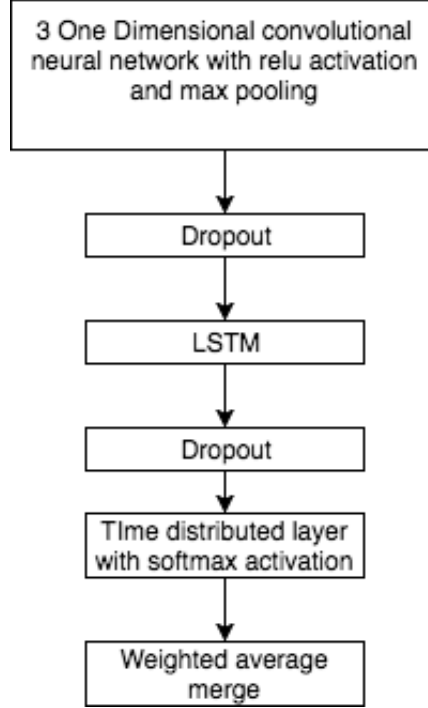 3 One Dimensional convolutional
neural network with relu activation
and max pooling
Dropout
LSTM
Dropout
TIme distributed layer
with softmax activation
Weighted average
merge